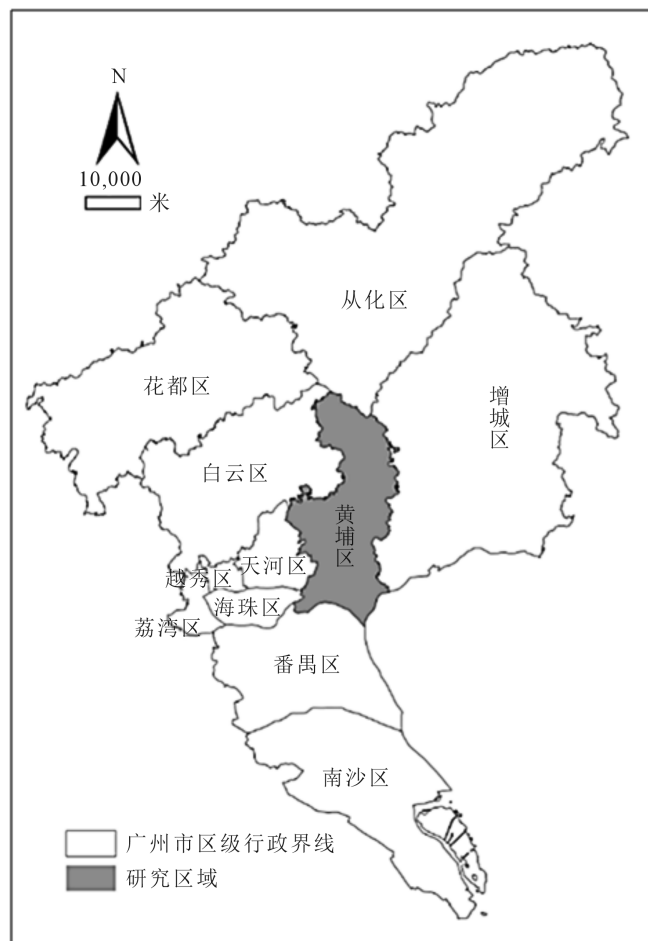 N
10,000
米
从化区
花都区
增城区
白云区
黄埔区
天河区
越秀区
海珠区
荔湾区
番禺区
南沙区
广州市区级行政界线
研究区域